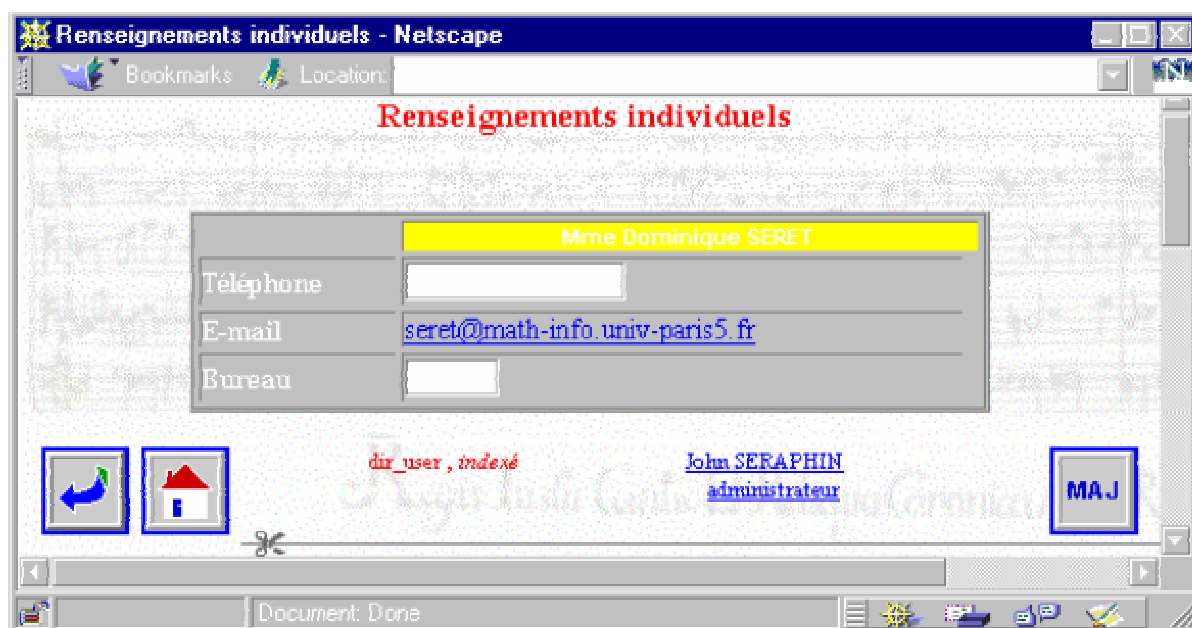 Renseignements individuels - Netscape
Bookmarks Location:
Renseignements individuels
Mme Dominique SERET
Téléphone
E-mail seret@math-info.univ-paris5.fr
Bureau
dir_user , indexé John SERAPHIN
administrateur
MAJ
Document: Done